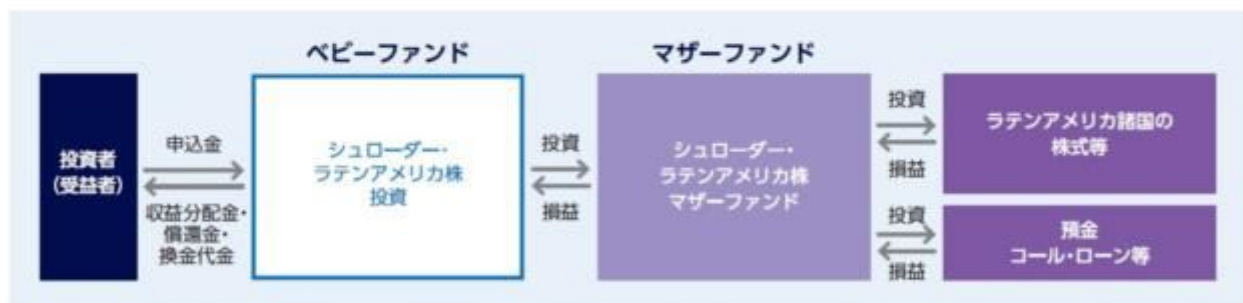 ベビーファンド
マザーファンド
投資者
(受益者)
申込金
収益分配金・
償還金・
換金代金
シュローダー・
ラテンアメリカ株
投資
投資
損益
シュローダー・
ラテンアメリカ株
マザーファンド
投資
損益
ラテンアメリカ諸国の
株式等
投資
損益
預金
コール・ローン等